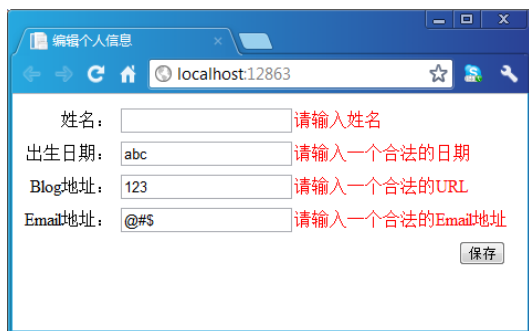 编辑个人信息
localhost:12863
姓名： 请输入姓名
出生日期： abc 请输入一个合法的日期
Blog地址： 123 请输入一个合法的URL
Email地址： @#$ 请输入一个合法的Email地址
保存